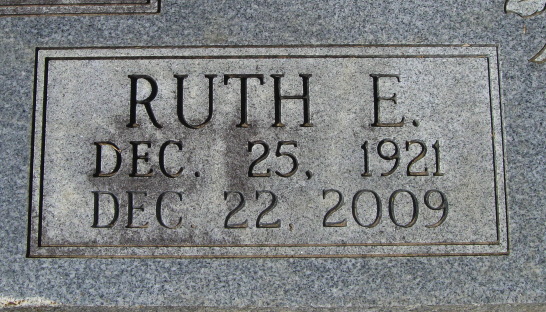 RUTH E.
DEC. 25, 1921
DEC 22, 2009